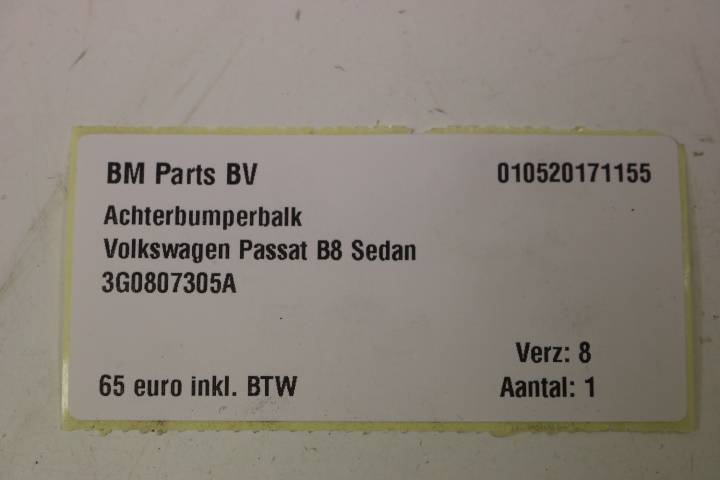 BM Parts BV 010520171155
Achterbumperbalk
Volkswagen Passat B8 Sedan
3G0807305A
Verz: 8
65 euro inkl. BTW Aantal: 1